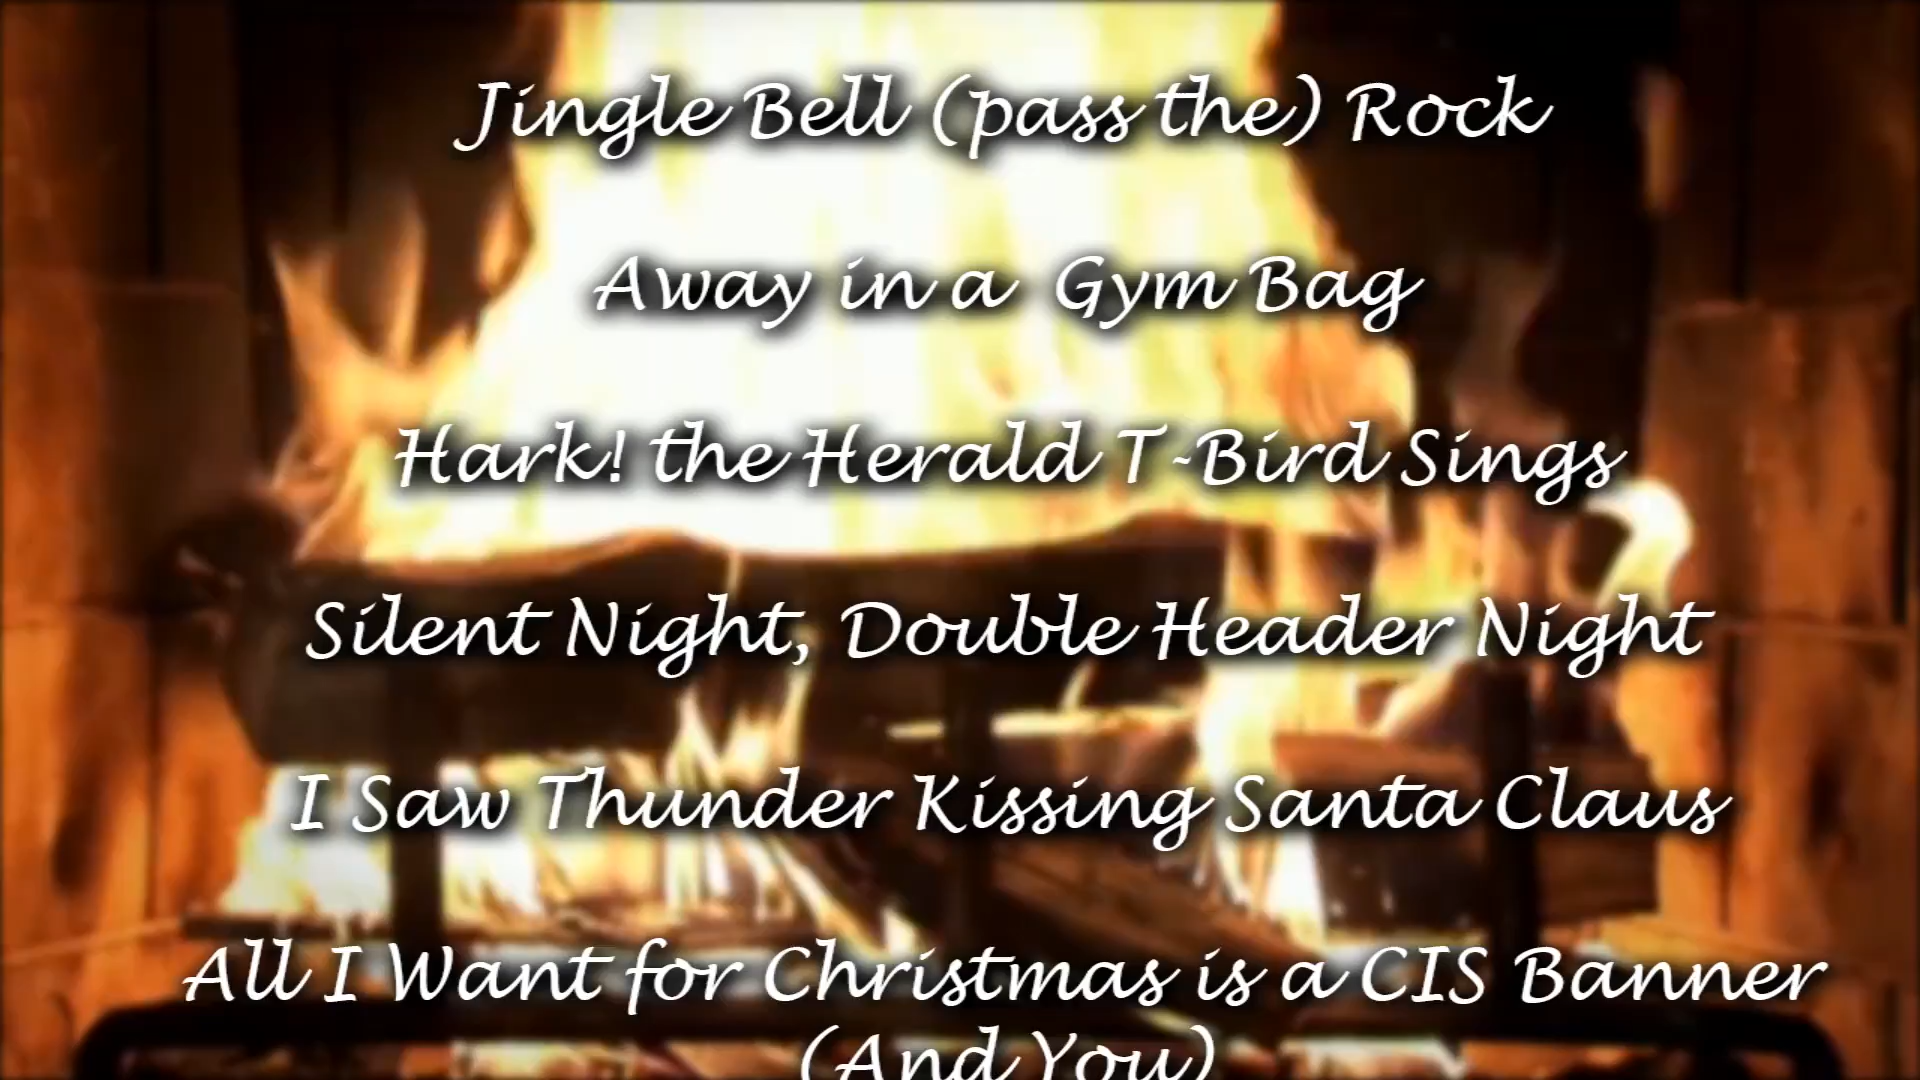 Jingle Bell (pass the) Rock
Away in a Gym Bag
Hark! the Herald T-Bird Sings
Silent Night, Double Header Night
I Saw Thunder Kissing Santa Claus
All I Want for Christmas is a CIS Banner
(And You)